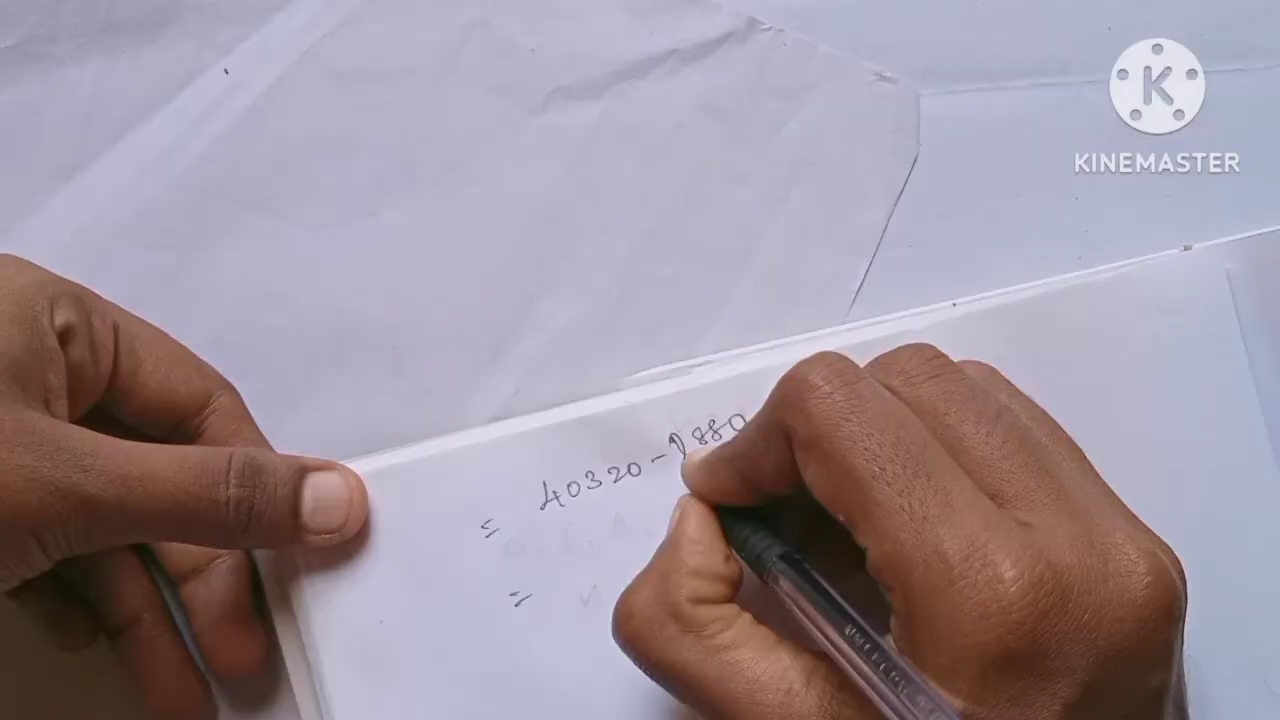 KINEMASTER
= 40320 - 1880
=